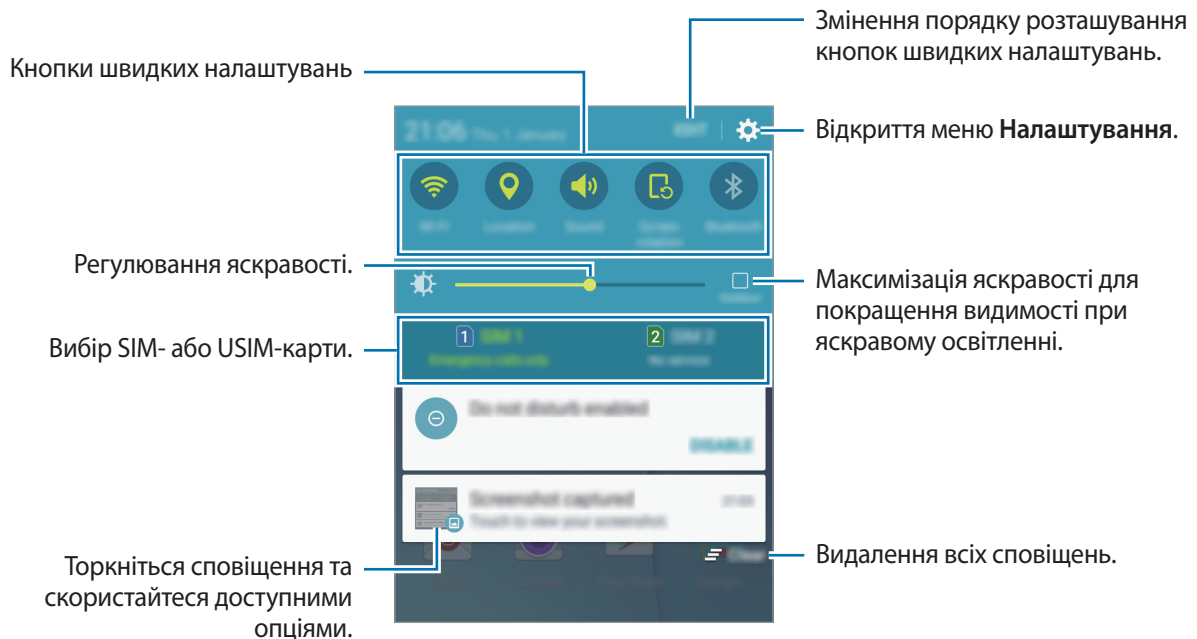 Змінення порядку розташування
кнопок швидких налаштувань.
Кнопки швидких налаштувань
21:06 Thu, 1 January
EDIT
Відкриття меню Налаштування.
Wi-Fi
Location
Sound
Screen
rotation
Bluetooth
Регулювання яскравості.
Максимізація яскравості для
покращення видимості при
яскравому освітленні.
Outdoor
Вибір SIM- або USIM-карти.
1 SIM 1
2 SIM 2
Emergency calls only
No service
Do not disturb enabled
DISABLE
Screenshot captured
Touch to view your screenshot.
Clear
Видалення всіх сповіщень.
Торкніться сповіщення та
скористайтеся доступними
опціями.